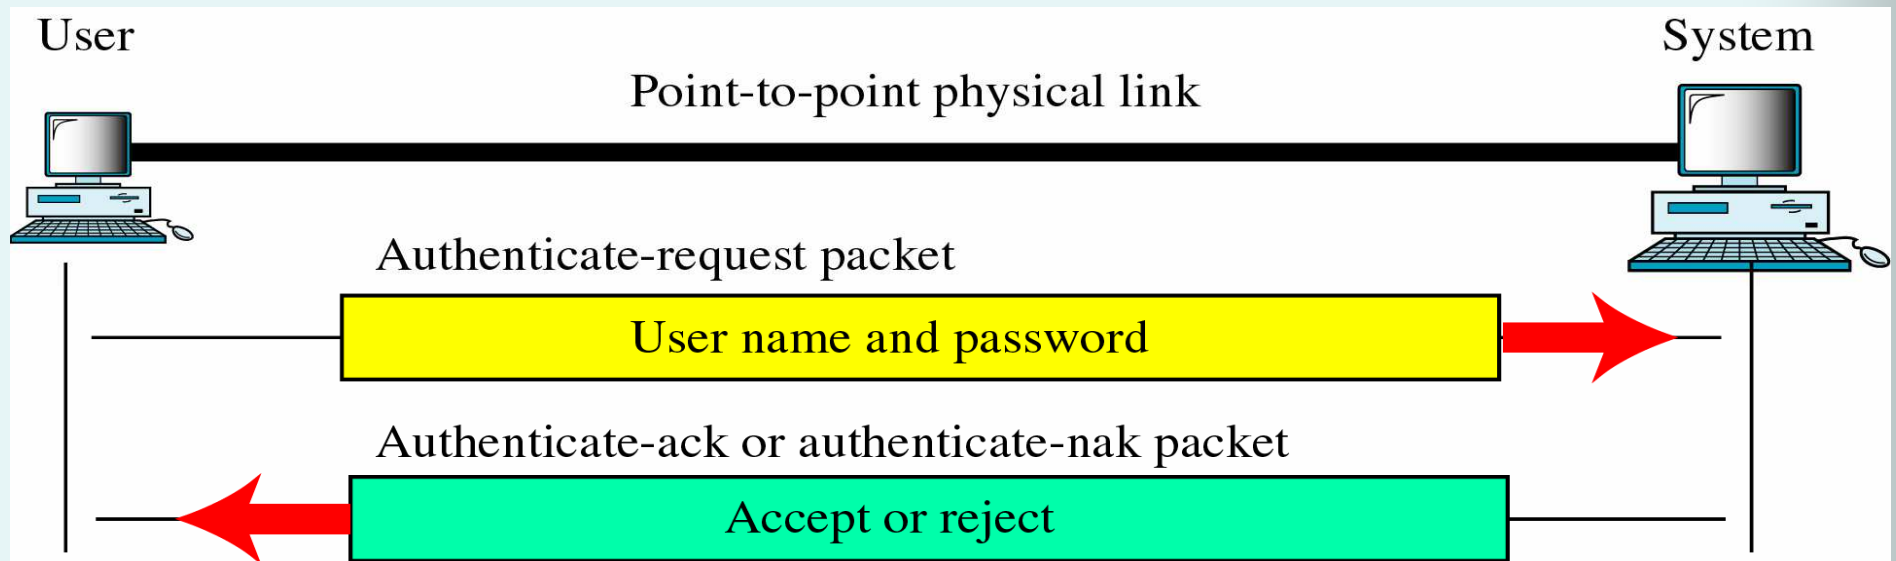 User
System
Point-to-point physical link
Authenticate-request packet
User name and password
Authenticate-ack or authenticate-nak packet
Accept or reject